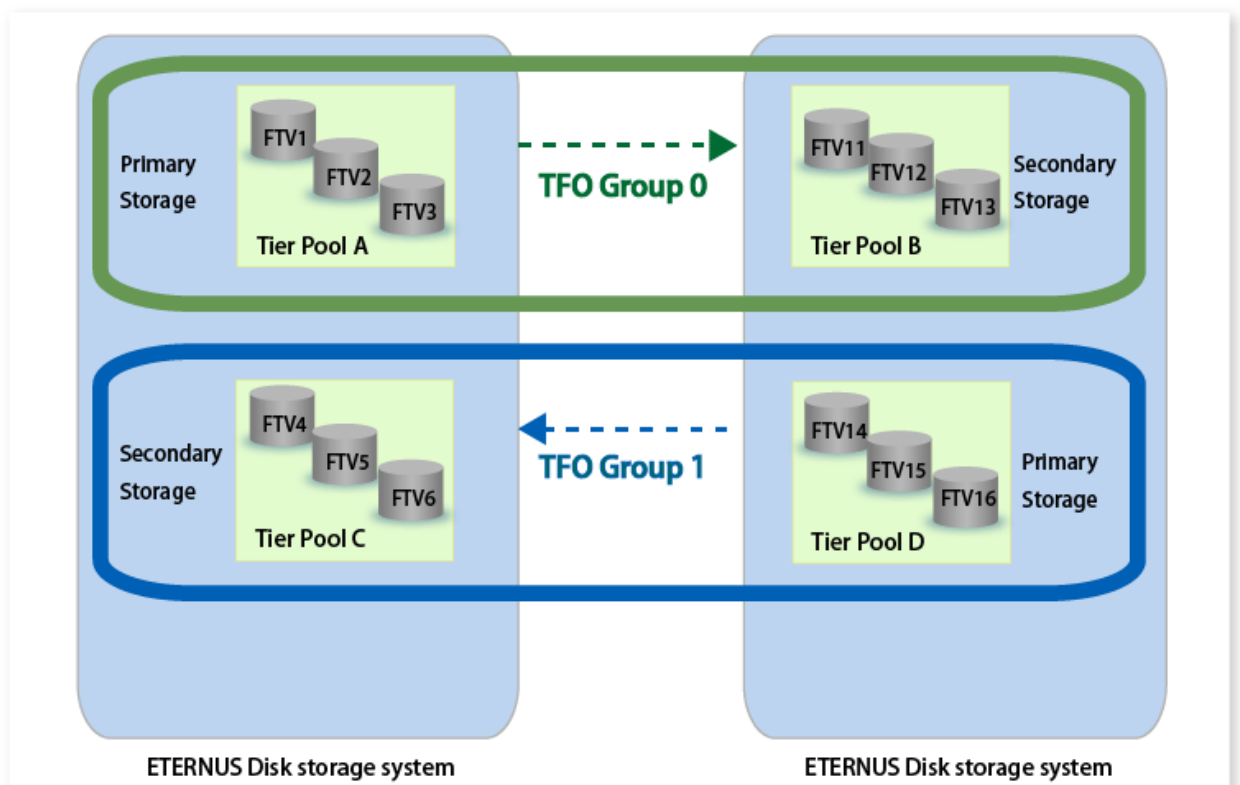 Primary
Storage
FTV1
FTV2
FTV3
Tier Pool A
TFO Group 0
FTV11
FTV12
FTV13
Tier Pool B
Secondary
Storage
Secondary
Storage
FTV4
FTV5
FTV6
Tier Pool C
TFO Group 1
FTV14
FTV15
FTV16
Tier Pool D
Primary
Storage
ETERNUS Disk storage system
ETERNUS Disk storage system